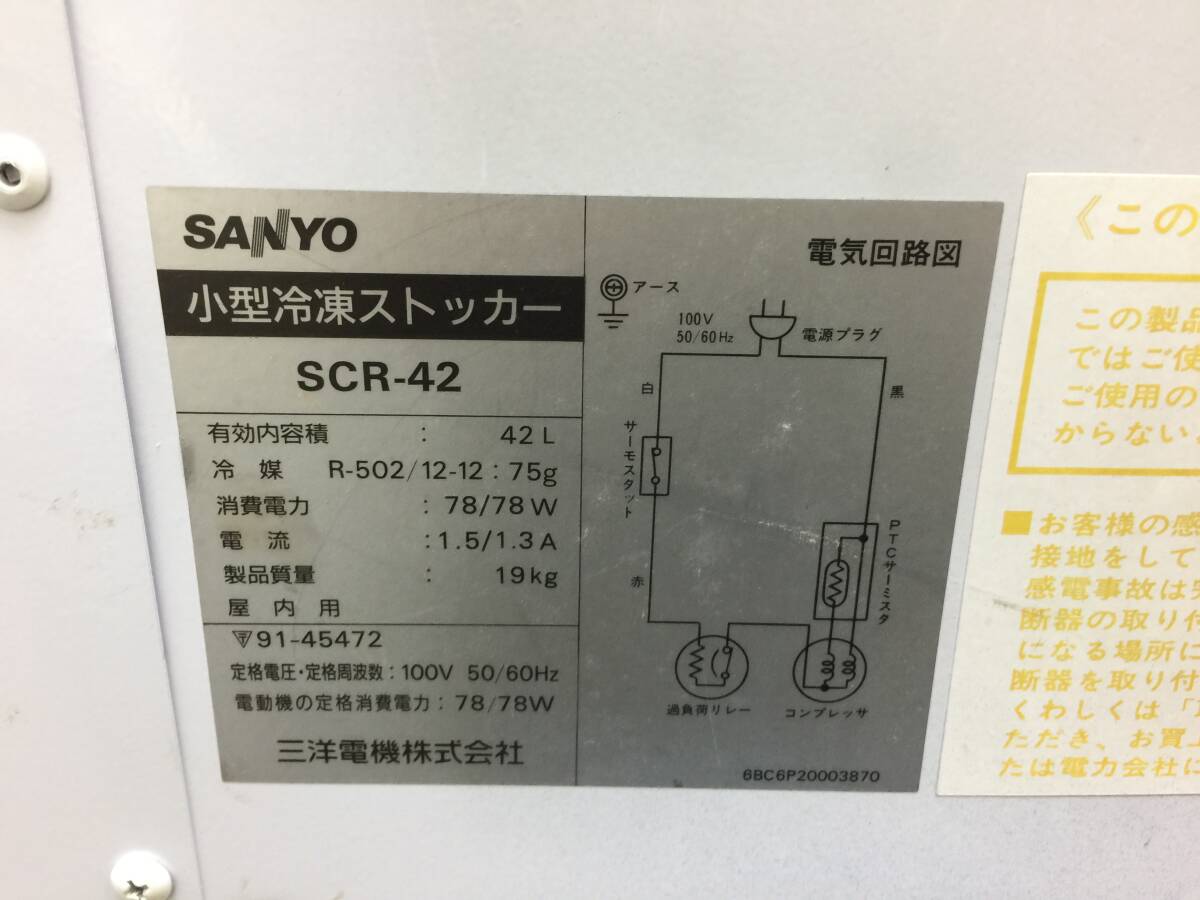 SANYO
小型冷凍ストッカー
SCR-42
有効内容積 : 42L
冷媒 R-502/12-12 : 75g
消費電力 : 78/78W
電流 : 1.5/1.3A
製品質量 : 19kg
屋内用
〒91-45472
定格電圧・定格周波数 : 100V 50/60Hz
電動機の定格消費電力 : 78/78W
三洋電機株式会社
電気回路図
アース
100V
50/60Hz
電源プラグ
白
黒
サーモスタット
PTCサーミスタ
赤
過負荷リレー
コンプレッサ
6BC6P20003870
《この
この製品
ではご使
ご使用の
からない
■お客様の感
接地をして
感電事故は
断器の取り付
になる場所に
断器を取り付
くわしくは「
ただき、お買上
たは電力会社に